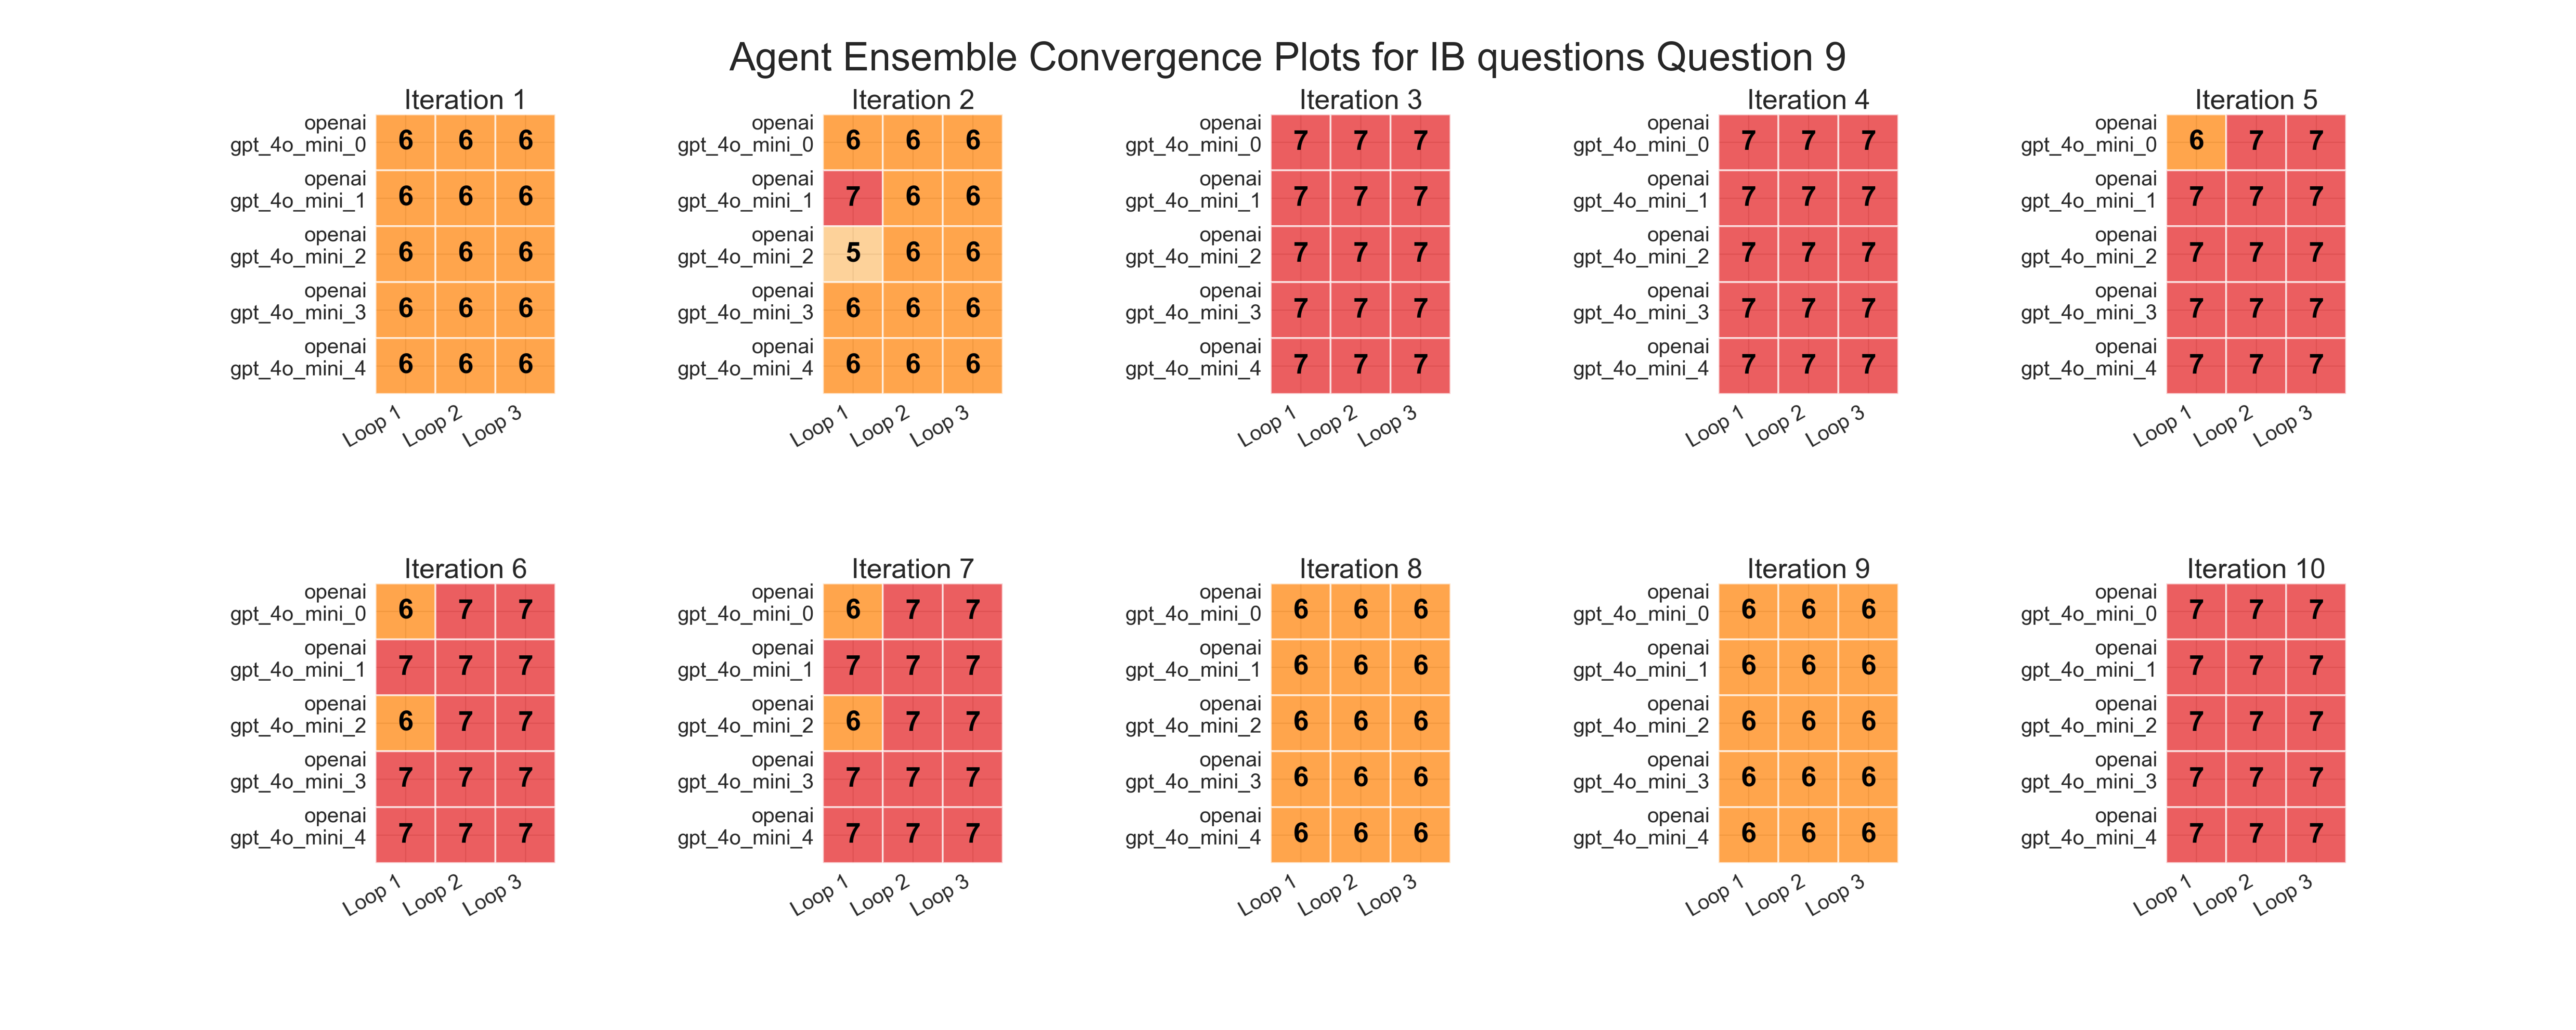 Agent Ensemble Convergence Plots for IB questions Question 9
Iteration 1
openai
gpt_4o_mini_0
6 6 6
openai
gpt_4o_mini_1
6 6 6
openai
gpt_4o_mini_2
6 6 6
openai
gpt_4o_mini_3
6 6 6
openai
gpt_4o_mini_4
6 6 6
Loop 1 Loop 2 Loop 3
Iteration 2
openai
gpt_4o_mini_0
6 6 6
openai
gpt_4o_mini_1
7 6 6
openai
gpt_4o_mini_2
5 6 6
openai
gpt_4o_mini_3
6 6 6
openai
gpt_4o_mini_4
6 6 6
Loop 1 Loop 2 Loop 3
Iteration 3
openai
gpt_4o_mini_0
7 7 7
openai
gpt_4o_mini_1
7 7 7
openai
gpt_4o_mini_2
7 7 7
openai
gpt_4o_mini_3
7 7 7
openai
gpt_4o_mini_4
7 7 7
Loop 1 Loop 2 Loop 3
Iteration 4
openai
gpt_4o_mini_0
7 7 7
openai
gpt_4o_mini_1
7 7 7
openai
gpt_4o_mini_2
7 7 7
openai
gpt_4o_mini_3
7 7 7
openai
gpt_4o_mini_4
7 7 7
Loop 1 Loop 2 Loop 3
Iteration 5
openai
gpt_4o_mini_0
6 7 7
openai
gpt_4o_mini_1
7 7 7
openai
gpt_4o_mini_2
7 7 7
openai
gpt_4o_mini_3
7 7 7
openai
gpt_4o_mini_4
7 7 7
Loop 1 Loop 2 Loop 3
Iteration 6
openai
gpt_4o_mini_0
6 7 7
openai
gpt_4o_mini_1
7 7 7
openai
gpt_4o_mini_2
6 7 7
openai
gpt_4o_mini_3
7 7 7
openai
gpt_4o_mini_4
7 7 7
Loop 1 Loop 2 Loop 3
Iteration 7
openai
gpt_4o_mini_0
6 7 7
openai
gpt_4o_mini_1
7 7 7
openai
gpt_4o_mini_2
6 7 7
openai
gpt_4o_mini_3
7 7 7
openai
gpt_4o_mini_4
7 7 7
Loop 1 Loop 2 Loop 3
Iteration 8
openai
gpt_4o_mini_0
6 6 6
openai
gpt_4o_mini_1
6 6 6
openai
gpt_4o_mini_2
6 6 6
openai
gpt_4o_mini_3
6 6 6
openai
gpt_4o_mini_4
6 6 6
Loop 1 Loop 2 Loop 3
Iteration 9
openai
gpt_4o_mini_0
6 6 6
openai
gpt_4o_mini_1
6 6 6
openai
gpt_4o_mini_2
6 6 6
openai
gpt_4o_mini_3
6 6 6
openai
gpt_4o_mini_4
6 6 6
Loop 1 Loop 2 Loop 3
Iteration 10
openai
gpt_4o_mini_0
7 7 7
openai
gpt_4o_mini_1
7 7 7
openai
gpt_4o_mini_2
7 7 7
openai
gpt_4o_mini_3
7 7 7
openai
gpt_4o_mini_4
7 7 7
Loop 1 Loop 2 Loop 3